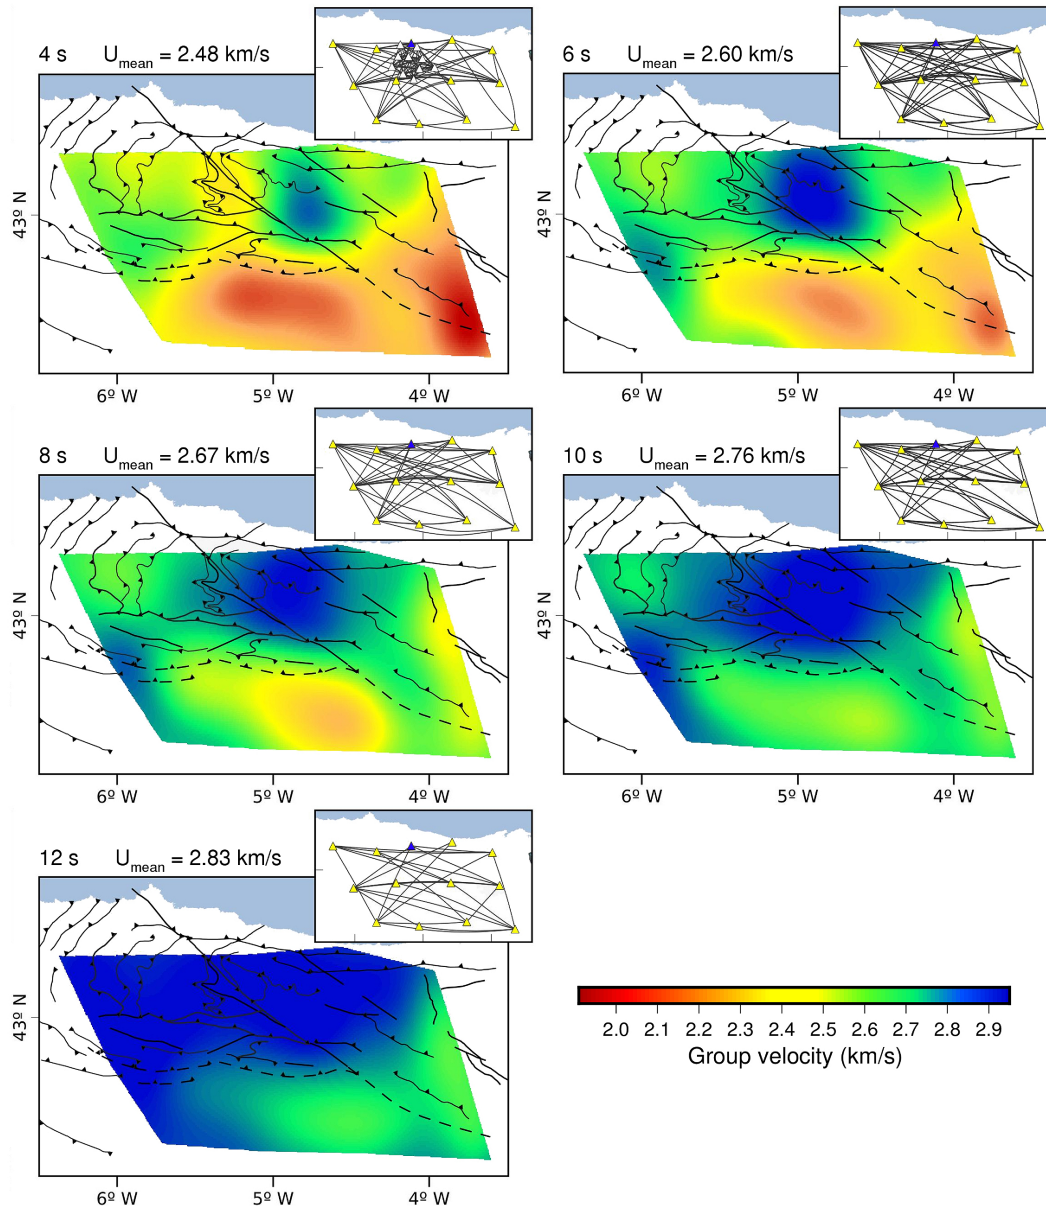 4 s U_mean = 2.48 km/s
6 s U_mean = 2.60 km/s
43º N
43º N
6º W 5º W 4º W
6º W 5º W 4º W
8 s U_mean = 2.67 km/s
10 s U_mean = 2.76 km/s
43º N
43º N
6º W 5º W 4º W
6º W 5º W 4º W
12 s U_mean = 2.83 km/s
43º N
6º W 5º W 4º W
2.0 2.1 2.2 2.3 2.4 2.5 2.6 2.7 2.8 2.9
Group velocity (km/s)